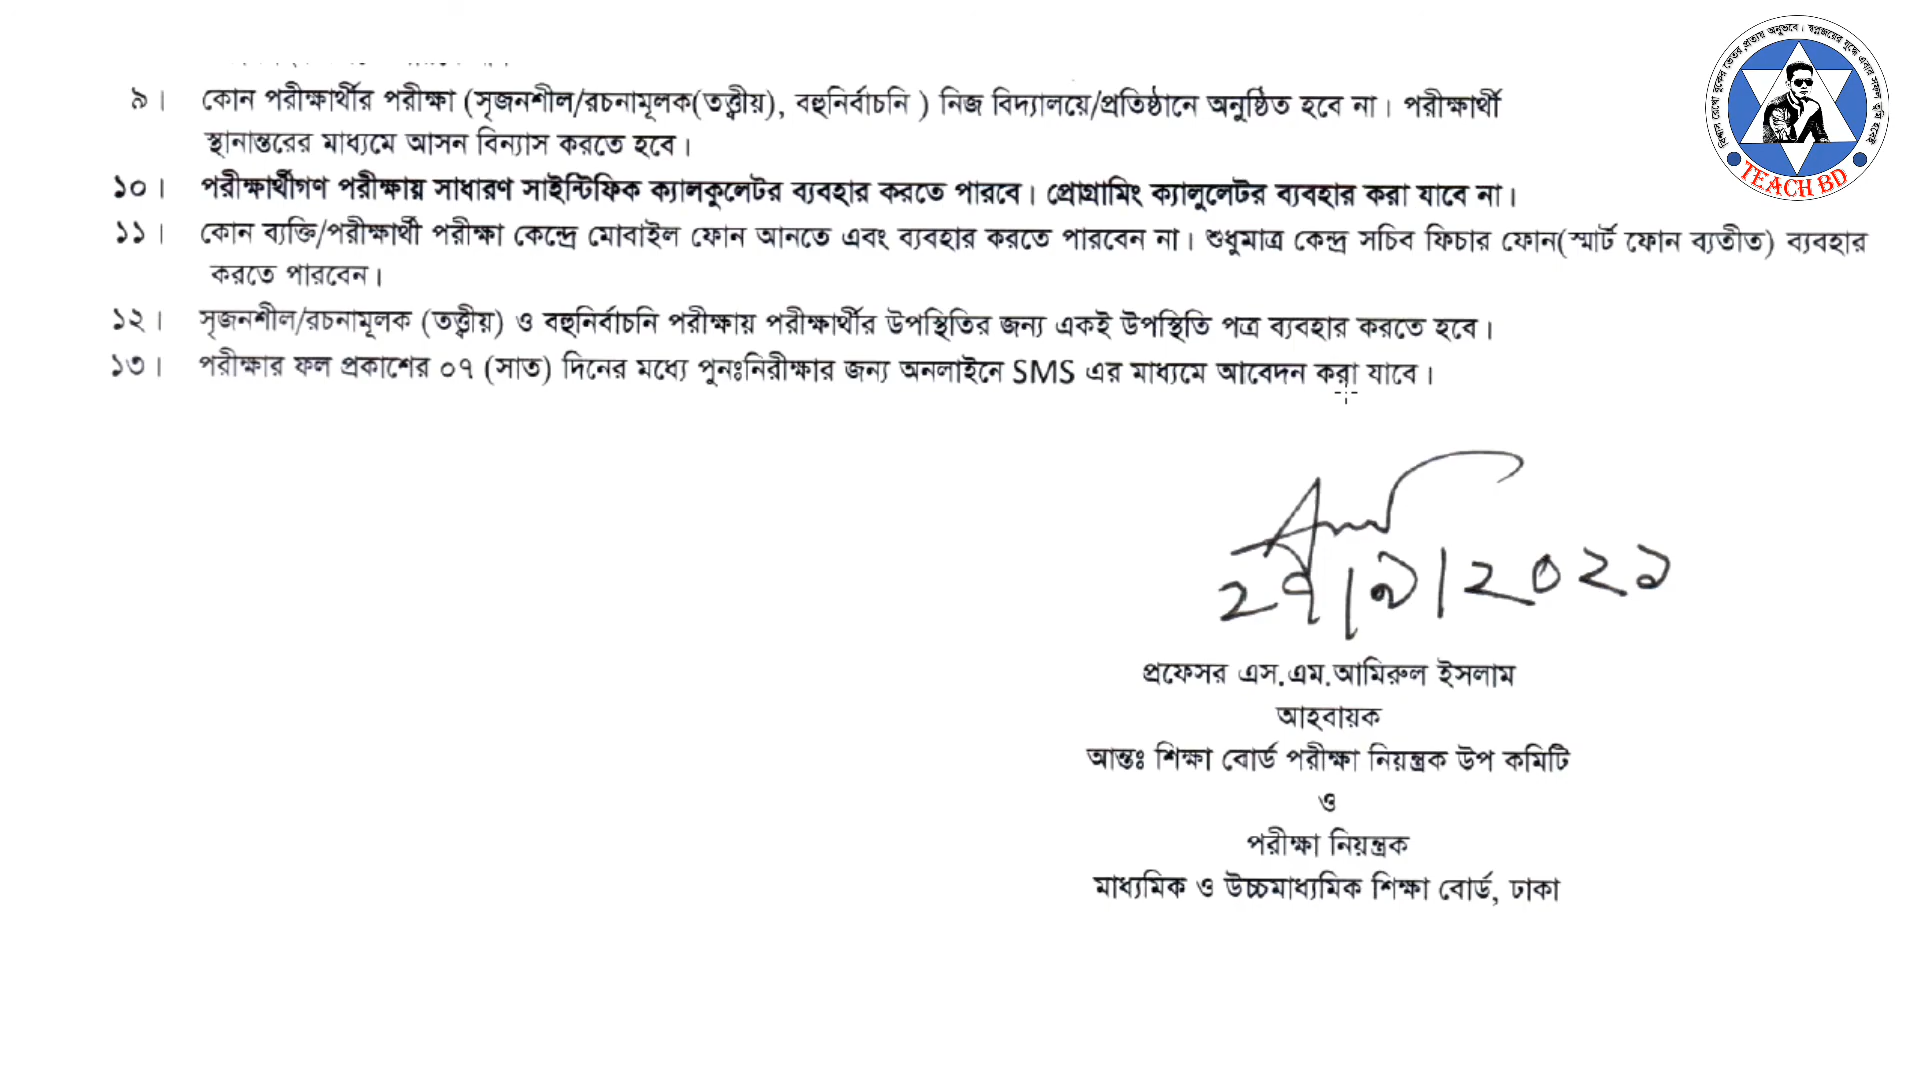 ৯। কোন পরীক্ষার্থীর পরীক্ষা (সৃজনশীল/রচনামূলক(তত্ত্বীয়), বহুনির্বাচনি ) নিজ বিদ্যালয়ে/প্রতিষ্ঠানে অনুষ্ঠিত হবে না। পরীক্ষার্থী
স্থানান্তরের মাধ্যমে আসন বিন্যাস করতে হবে।
১০। পরীক্ষার্থীগণ পরীক্ষায় সাধারণ সাইন্টিফিক ক্যালকুলেটর ব্যবহার করতে পারবে। প্রোগ্রামিং ক্যালুলেটর ব্যবহার করা যাবে না।
১১। কোন ব্যক্তি/পরীক্ষার্থী পরীক্ষা কেন্দ্রে মোবাইল ফোন আনতে এবং ব্যবহার করতে পারবেন না। শুধুমাত্র কেন্দ্র সচিব ফিচার ফোন(স্মার্ট ফোন ব্যতীত) ব্যবহার
করতে পারবেন।
১২। সৃজনশীল/রচনামূলক (তত্ত্বীয়) ও বহুনির্বাচনি পরীক্ষায় পরীক্ষার্থীর উপস্থিতির জন্য একই উপস্থিতি পত্র ব্যবহার করতে হবে।
১৩। পরীক্ষার ফল প্রকাশের ০৭ (সাত) দিনের মধ্যে পুনঃনিরীক্ষার জন্য অনলাইনে SMS এর মাধ্যমে আবেদন করা যাবে।
২৭/৯/২০২১
প্রফেসর এস.এম.আমিরুল ইসলাম
আহবায়ক
আন্তঃ শিক্ষা বোর্ড পরীক্ষা নিয়ন্ত্রক উপ কমিটি
ও
পরীক্ষা নিয়ন্ত্রক
মাধ্যমিক ও উচ্চমাধ্যমিক শিক্ষা বোর্ড, ঢাকা
TEACH BD